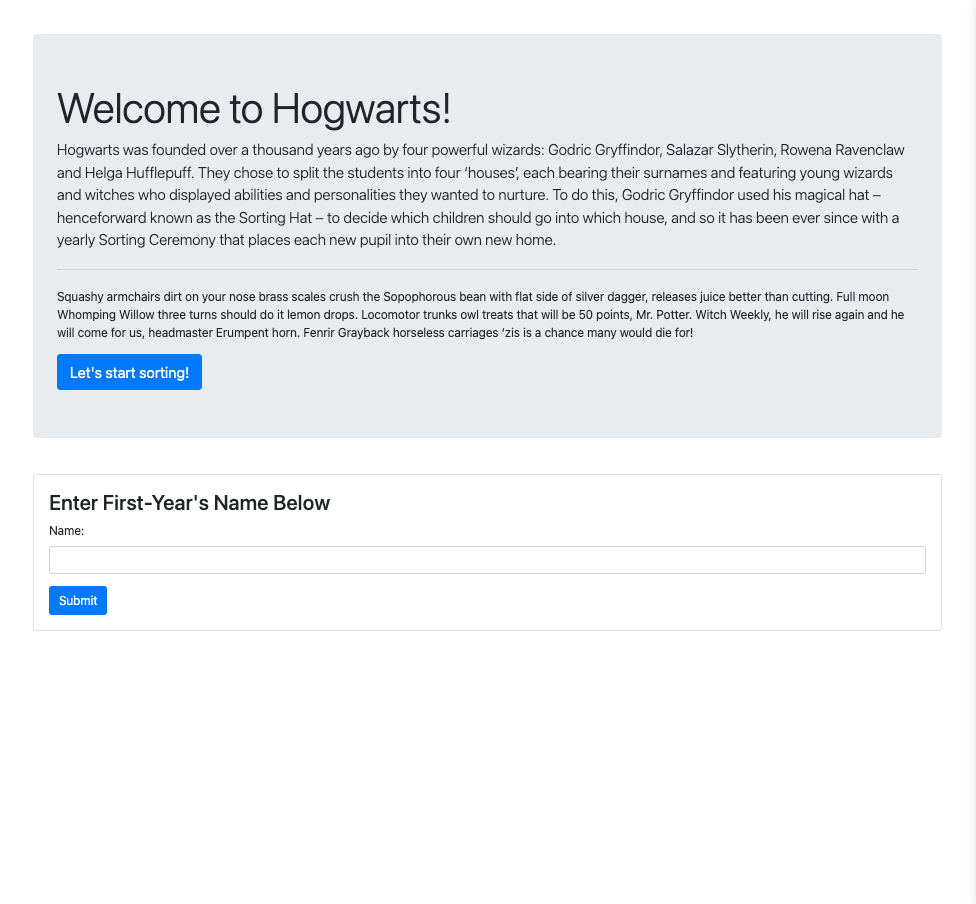 Welcome to Hogwarts!
Hogwarts was founded over a thousand years ago by four powerful wizards: Godric Gryffindor, Salazar Slytherin, Rowena Ravenclaw
and Helga Hufflepuff. They chose to split the students into four ‘houses’, each bearing their surnames and featuring young wizards
and witches who displayed abilities and personalities they wanted to nurture. To do this, Godric Gryffindor used his magical hat –
henceforward known as the Sorting Hat – to decide which children should go into which house, and so it has been ever since with a
yearly Sorting Ceremony that places each new pupil into their own new home.
Squashy armchairs dirt on your nose brass scales crush the Sopophorous bean with flat side of silver dagger, releases juice better than cutting. Full moon
Whomping Willow three turns should do it lemon drops. Locomotor trunks owl treats that will be 50 points, Mr. Potter. Witch Weekly, he will rise again and he
will come for us, headmaster Erumpent horn. Fenrir Grayback horseless carriages ‘zis is a chance many would die for!
Let's start sorting!
Enter First-Year's Name Below
Name:
Submit